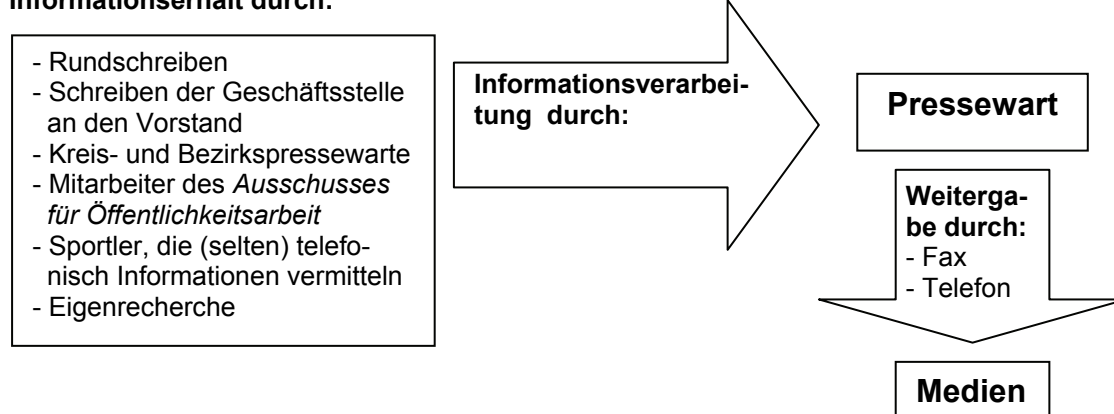 Informationserhalt durch:
- Rundschreiben
- Schreiben der Geschäftsstelle
an den Vorstand
- Kreis- und Bezirkspressewarte
- Mitarbeiter des Ausschusses
für Öffentlichkeitsarbeit
- Sportler, die (selten) telefo-
nisch Informationen vermitteln
- Eigenrecherche
Informationsverarbei-
tung durch:
Pressewart
Weiterga-
be durch:
- Fax
- Telefon
Medien